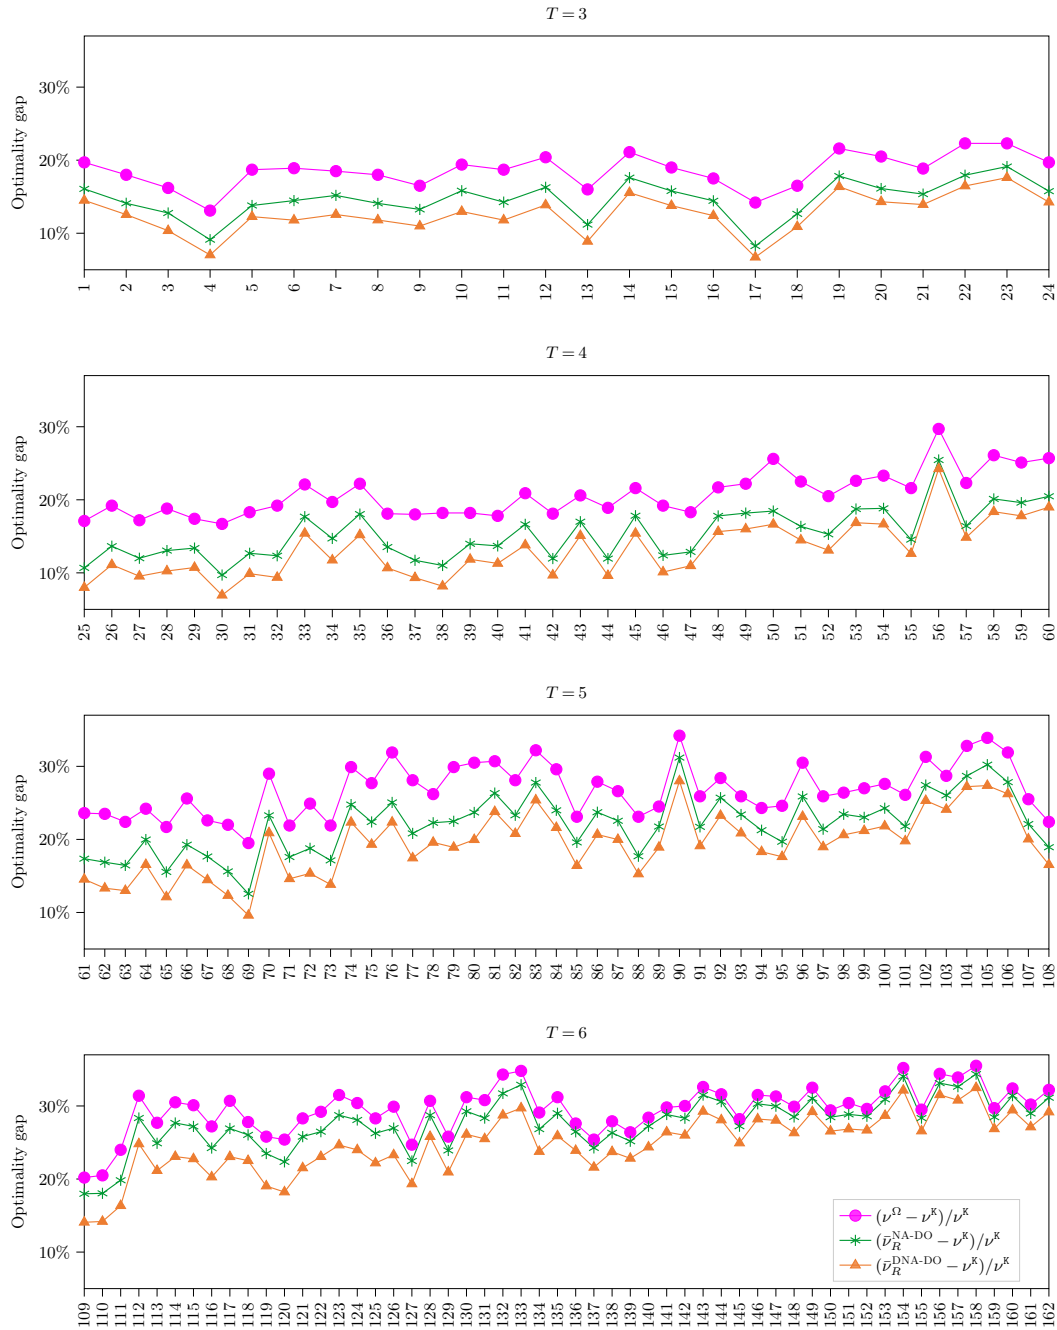 T = 3
Optimality gap
30%
20%
10%
1 2 3 4 5 6 7 8 9 10 11 12 13 14 15 16 17 18 19 20 21 22 23 24
T = 4
Optimality gap
30%
20%
10%
25 26 27 28 29 30 31 32 33 34 35 36 37 38 39 40 41 42 43 44 45 46 47 48 49 50 51 52 53 54 55 56 57 58 59 60
T = 5
Optimality gap
30%
20%
10%
61 62 63 64 65 66 67 68 69 70 71 72 73 74 75 76 77 78 79 80 81 82 83 84 85 86 87 88 89 90 91 92 93 94 95 96 97 98 99 100 101 102 103 104 105 106 107 108
T = 6
Optimality gap
30%
20%
10%
(ν^Ω − ν^K)/ν^K
(ν̄_R^NA-DO − ν^K)/ν^K
(ν̄_R^DNA-DO − ν^K)/ν^K
109 110 111 112 113 114 115 116 117 118 119 120 121 122 123 124 125 126 127 128 129 130 131 132 133 134 135 136 137 138 139 140 141 142 143 144 145 146 147 148 149 150 151 152 153 154 155 156 157 158 159 160 161 162